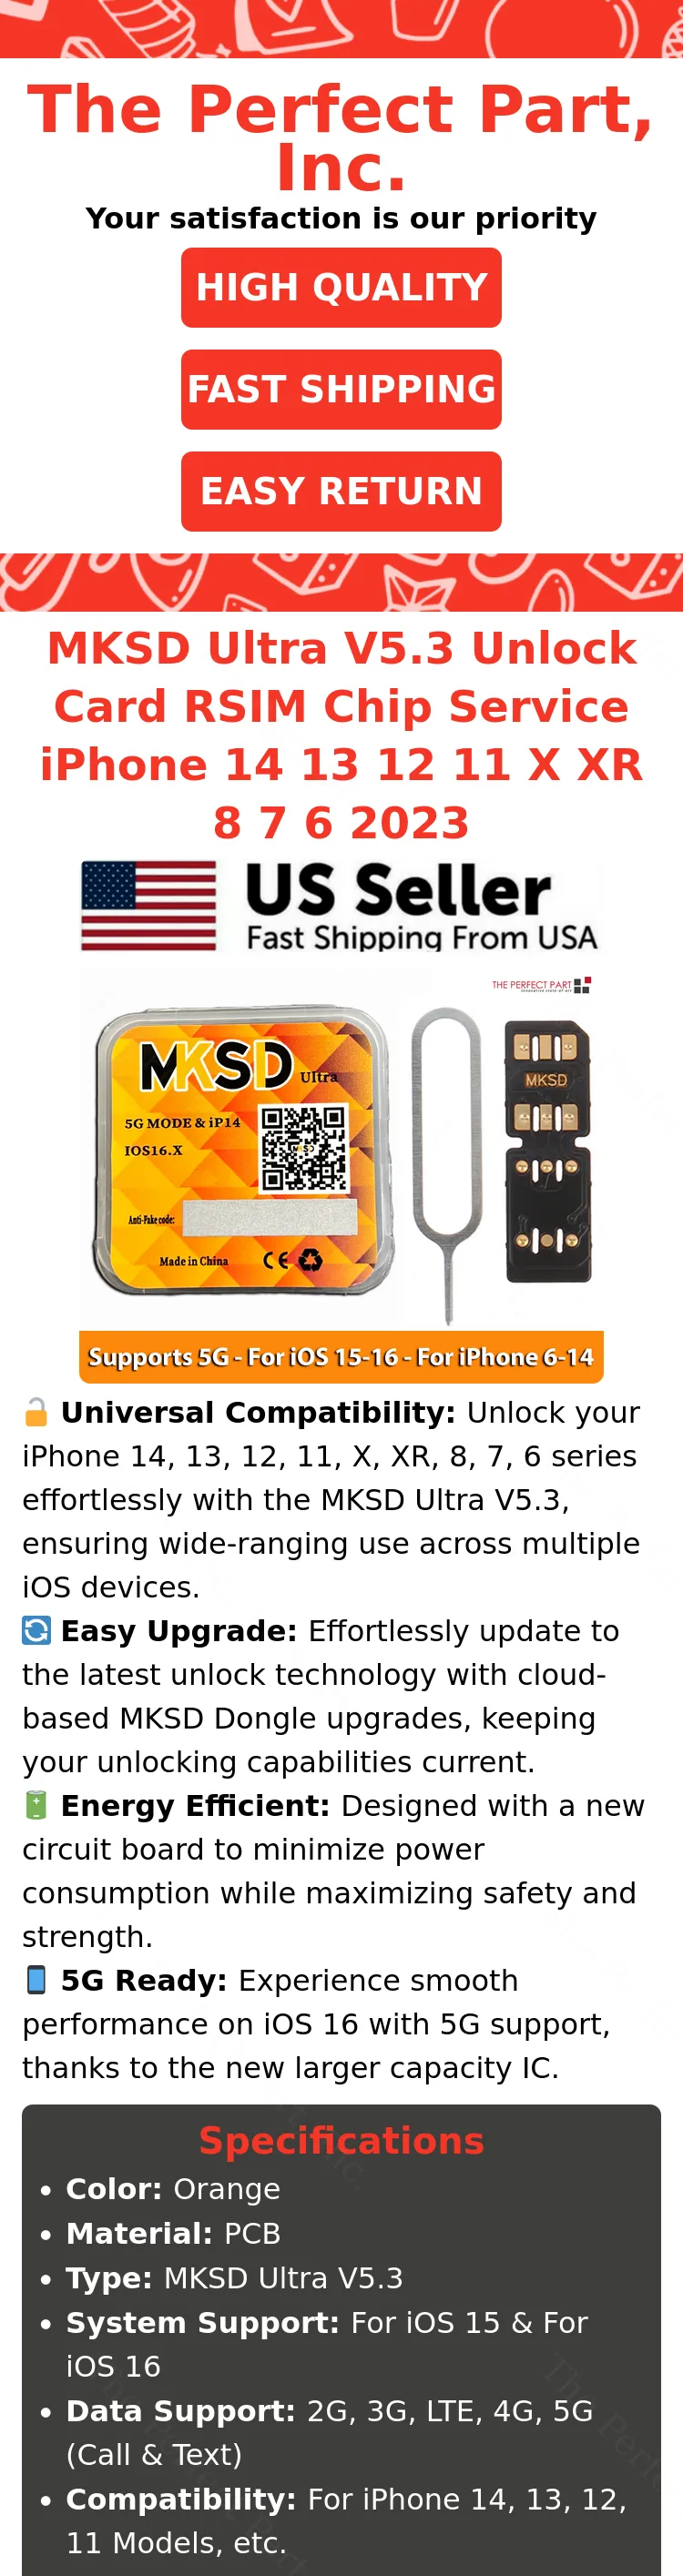 The Perfect Part,
Inc.
Your satisfaction is our priority
HIGH QUALITY
FAST SHIPPING
EASY RETURN
MKSD Ultra V5.3 Unlock
Card RSIM Chip Service
iPhone 14 13 12 11 X XR
8 7 6 2023
US Seller
Fast Shipping From USA
THE PERFECT PART
MKSD Ultra
5G MODE & iP14
IOS16.X
Anti-Fake code:
Made in China
CE
MKSD
Supports 5G - For iOS 15-16 - For iPhone 6-14
🔓 Universal Compatibility: Unlock your
iPhone 14, 13, 12, 11, X, XR, 8, 7, 6 series
effortlessly with the MKSD Ultra V5.3,
ensuring wide-ranging use across multiple
iOS devices.
🔄 Easy Upgrade: Effortlessly update to
the latest unlock technology with cloud-
based MKSD Dongle upgrades, keeping
your unlocking capabilities current.
🔋 Energy Efficient: Designed with a new
circuit board to minimize power
consumption while maximizing safety and
strength.
📱 5G Ready: Experience smooth
performance on iOS 16 with 5G support,
thanks to the new larger capacity IC.
Specifications
• Color: Orange
• Material: PCB
• Type: MKSD Ultra V5.3
• System Support: For iOS 15 & For
iOS 16
• Data Support: 2G, 3G, LTE, 4G, 5G
(Call & Text)
• Compatibility: For iPhone 14, 13, 12,
11 Models, etc.